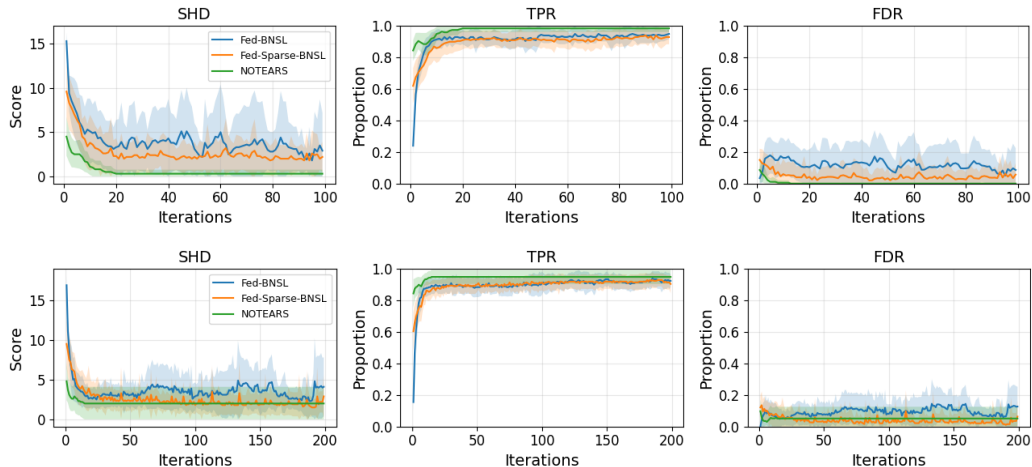 SHD
Score
15
10
5
0
Fed-BNSL
Fed-Sparse-BNSL
NOTEARS
0 20 40 60 80 100
Iterations
TPR
Proportion
1.0
0.8
0.6
0.4
0.2
0.0
0 20 40 60 80 100
Iterations
FDR
Proportion
1.0
0.8
0.6
0.4
0.2
0.0
0 20 40 60 80 100
Iterations
SHD
Score
15
10
5
0
Fed-BNSL
Fed-Sparse-BNSL
NOTEARS
0 50 100 150 200
Iterations
TPR
Proportion
1.0
0.8
0.6
0.4
0.2
0.0
0 50 100 150 200
Iterations
FDR
Proportion
1.0
0.8
0.6
0.4
0.2
0.0
0 50 100 150 200
Iterations